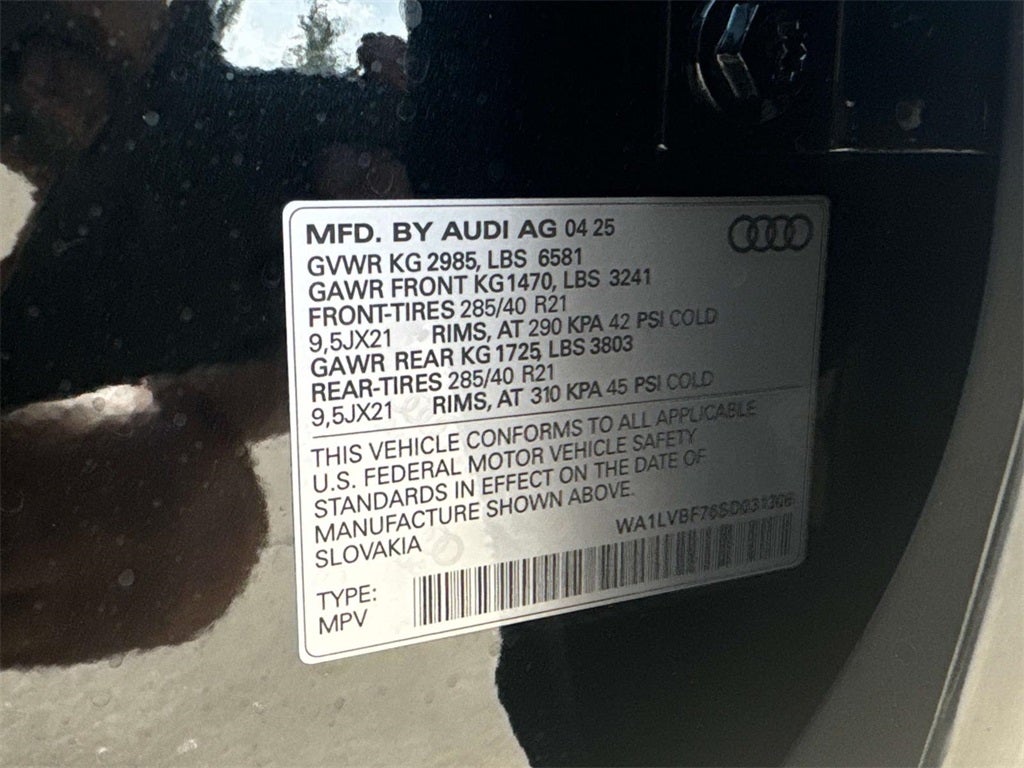 MFD. BY AUDI AG 04 25
GVWR KG 2985, LBS 6581
GAWR FRONT KG1470, LBS 3241
FRONT-TIRES 285/40 R21
9,5JX21 RIMS, AT 290 KPA 42 PSI COLD
GAWR REAR KG 1725, LBS 3803
REAR-TIRES 285/40 R21
9,5JX21 RIMS, AT 310 KPA 45 PSI COLD
THIS VEHICLE CONFORMS TO ALL APPLICABLE
U.S. FEDERAL MOTOR VEHICLE SAFETY
STANDARDS IN EFFECT ON THE DATE OF
MANUFACTURE SHOWN ABOVE.
SLOVAKIA
WA1LVBF76SD031306
TYPE:
MPV